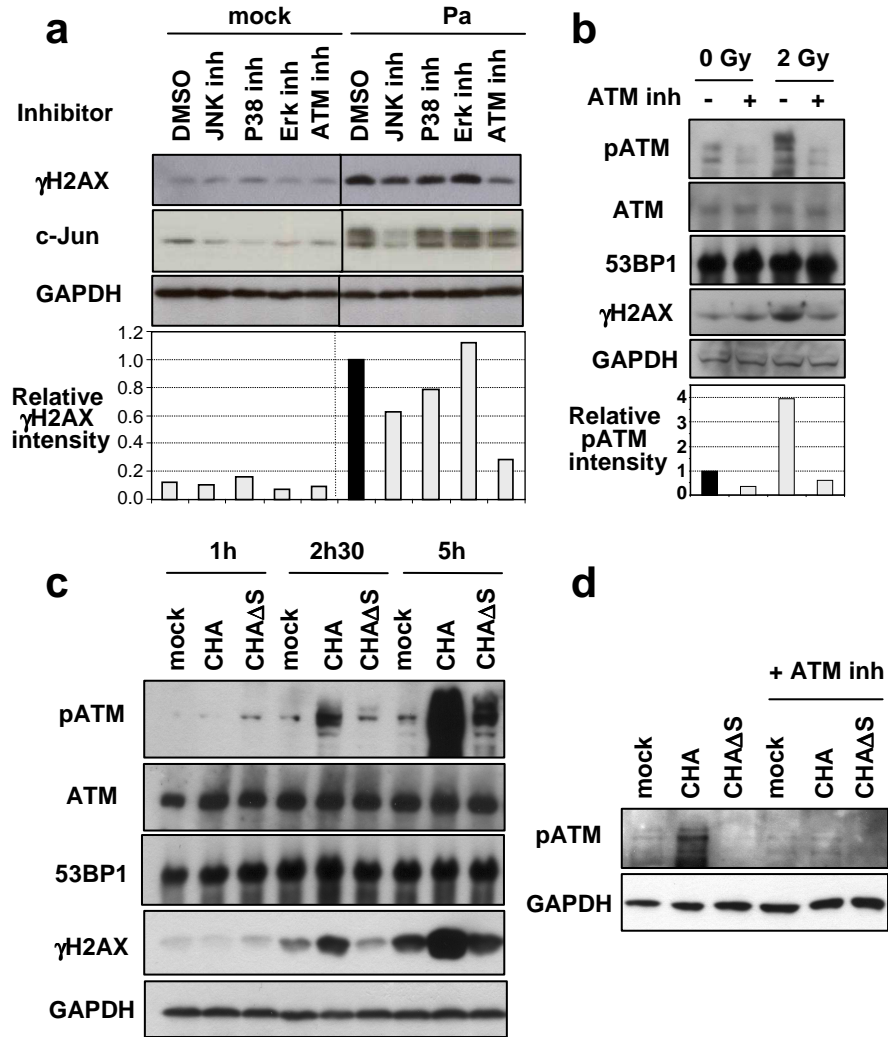 a
mock
Pa
Inhibitor
DMSO
JNK inh
P38 inh
Erk inh
ATM inh
DMSO
JNK inh
P38 inh
Erk inh
ATM inh
γH2AX
c-Jun
GAPDH
Relative
γH2AX
intensity
1.2
1.0
0.8
0.6
0.4
0.2
0.0
b
0 Gy
2 Gy
ATM inh - + - +
pATM
ATM
53BP1
γH2AX
GAPDH
Relative
pATM
intensity
4
3
2
1
0
c
1h
2h30
5h
mock
CHA
CHAΔS
mock
CHA
CHAΔS
mock
CHA
CHAΔS
pATM
ATM
53BP1
γH2AX
GAPDH
d
+ ATM inh
mock
CHA
CHAΔS
mock
CHA
CHAΔS
pATM
GAPDH